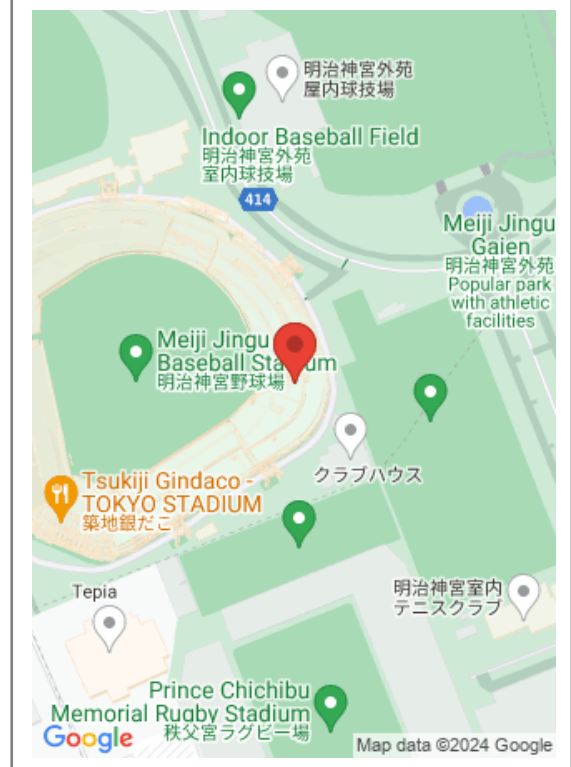 明治神宮外苑
屋内球技場
Indoor Baseball Field
明治神宮外苑
室内球技場
414
Meiji Jingu
Gaien
明治神宮外苑
Popular park
with athletic
facilities
Meiji Jingu
Baseball Sta um
明治神宮野球場
クラブハウス
Tsukiji Gindaco -
TOKYO STADIUM
築地銀だこ
Tepia
明治神宮室内
テニスクラブ
Prince Chichibu
Memorial Rugby Stadium
秩父宮ラグビー場
Google
Map data ©2024 Google